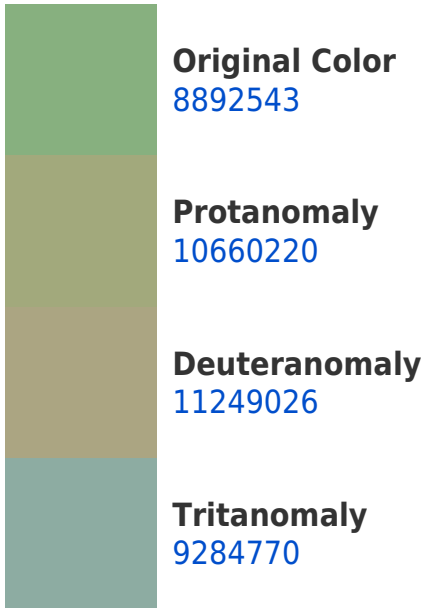 Original Color
8892543
Protanomaly
10660220
Deuteranomaly
11249026
Tritanomaly
9284770